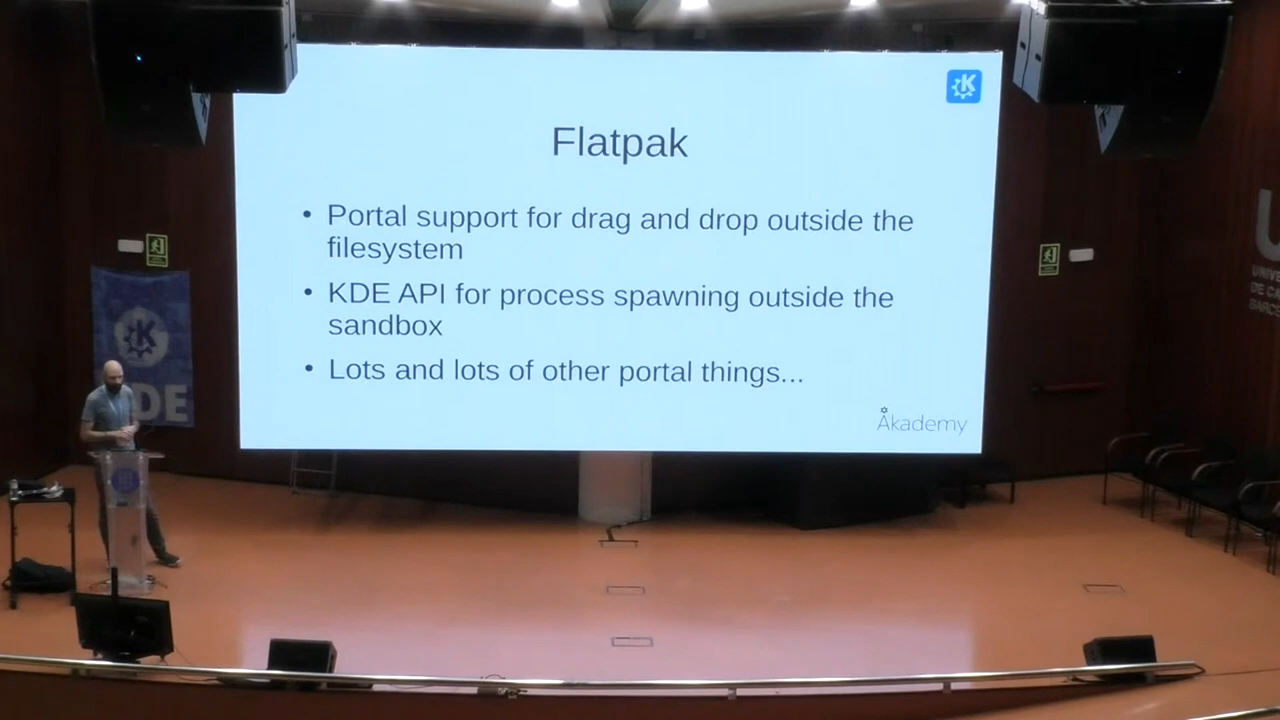 Flatpak
• Portal support for drag and drop outside the
filesystem
• KDE API for process spawning outside the
sandbox
• Lots and lots of other portal things...
Akademy
K
K
DE